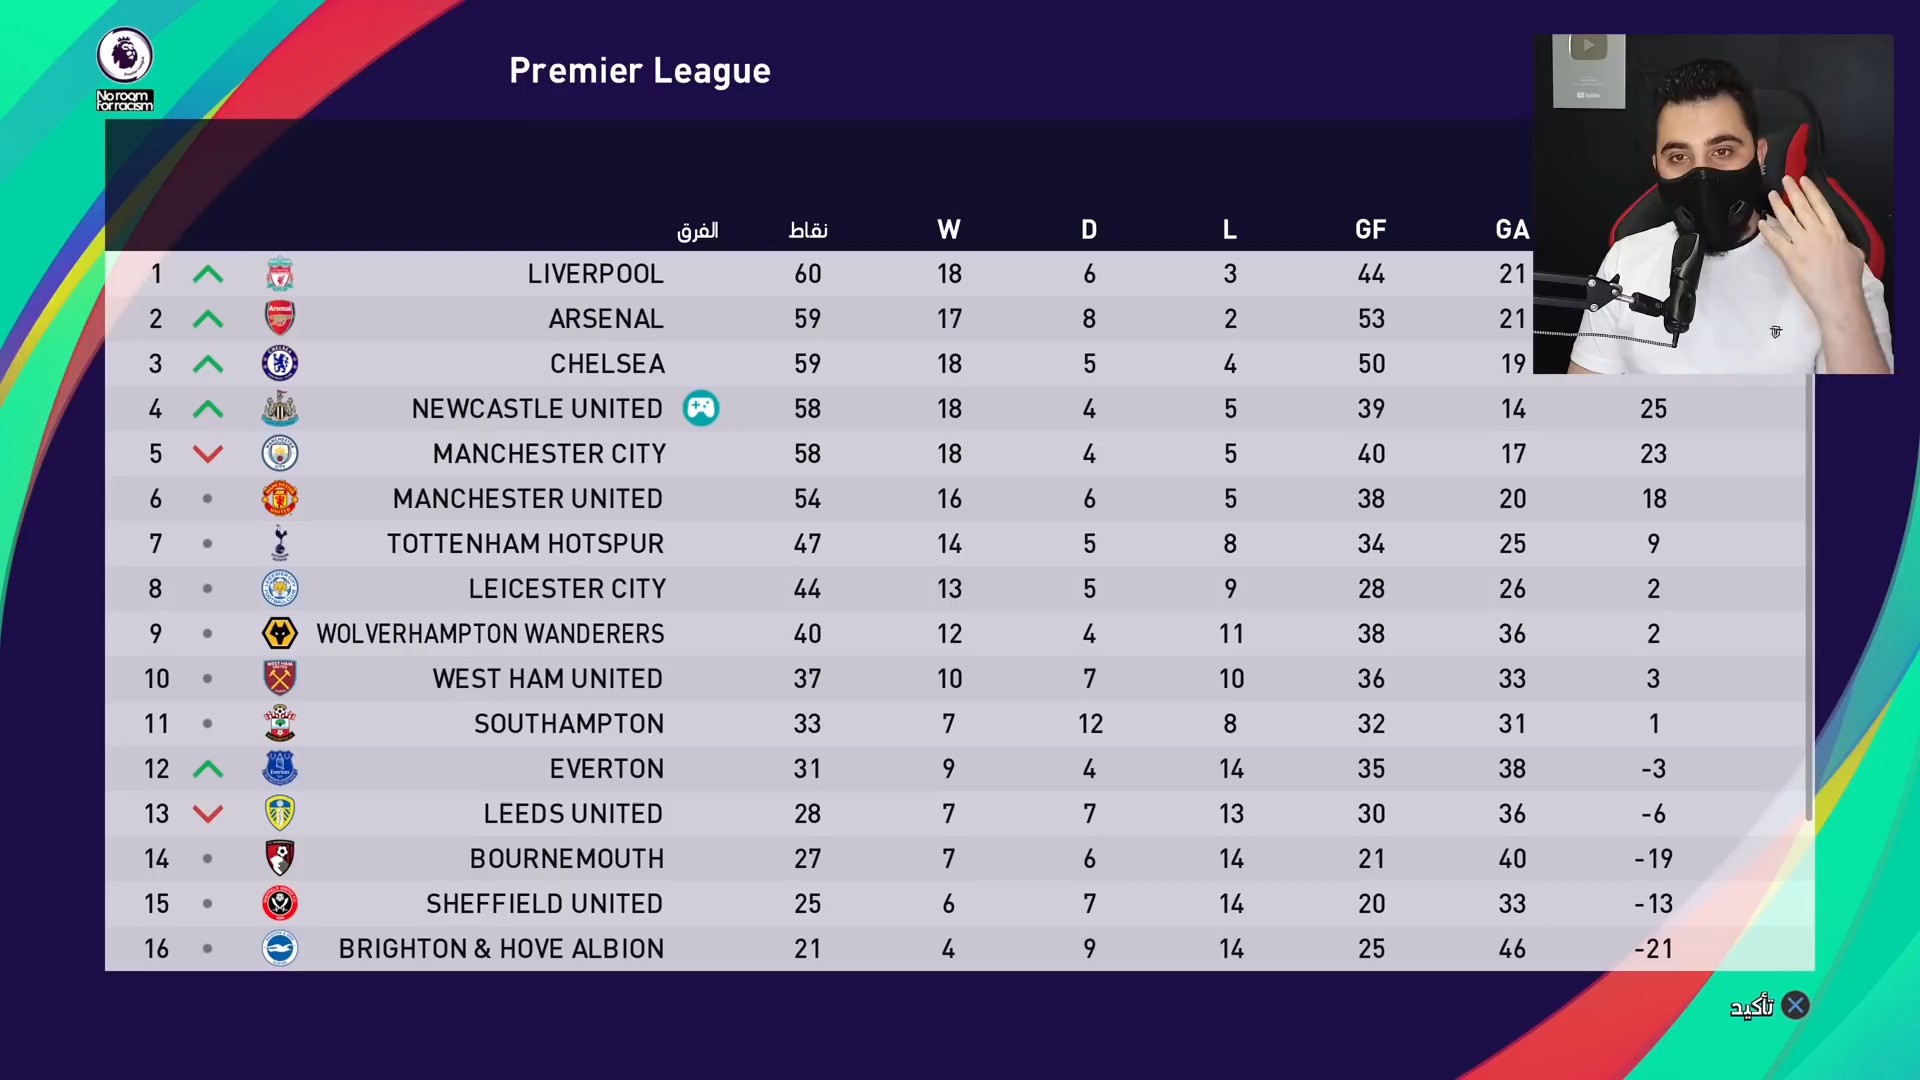 Premier League
No room
For racism
الفرق نقاط W D L GF GA
1 LIVERPOOL 60 18 6 3 44 21
2 ARSENAL 59 17 8 2 53 21
3 CHELSEA 59 18 5 4 50 19
4 NEWCASTLE UNITED 58 18 4 5 39 14 25
5 MANCHESTER CITY 58 18 4 5 40 17 23
6 MANCHESTER UNITED 54 16 6 5 38 20 18
7 TOTTENHAM HOTSPUR 47 14 5 8 34 25 9
8 LEICESTER CITY 44 13 5 9 28 26 2
9 WOLVERHAMPTON WANDERERS 40 12 4 11 38 36 2
10 WEST HAM UNITED 37 10 7 10 36 33 3
11 SOUTHAMPTON 33 7 12 8 32 31 1
12 EVERTON 31 9 4 14 35 38 -3
13 LEEDS UNITED 28 7 7 13 30 36 -6
14 BOURNEMOUTH 27 7 6 14 21 40 -19
15 SHEFFIELD UNITED 25 6 7 14 20 33 -13
16 BRIGHTON & HOVE ALBION 21 4 9 14 25 46 -21
تأكيد